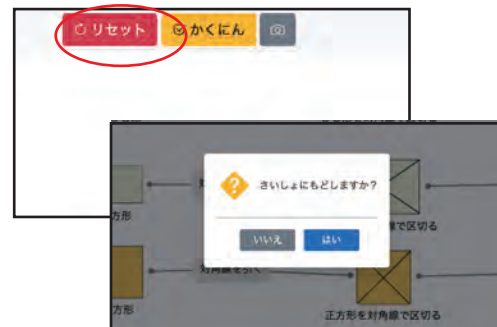 リセット かくにん
さいしょにもどしますか?
いいえ はい
方形
線で区切る
対角線を引く
方形
正方形を対角線で区切る